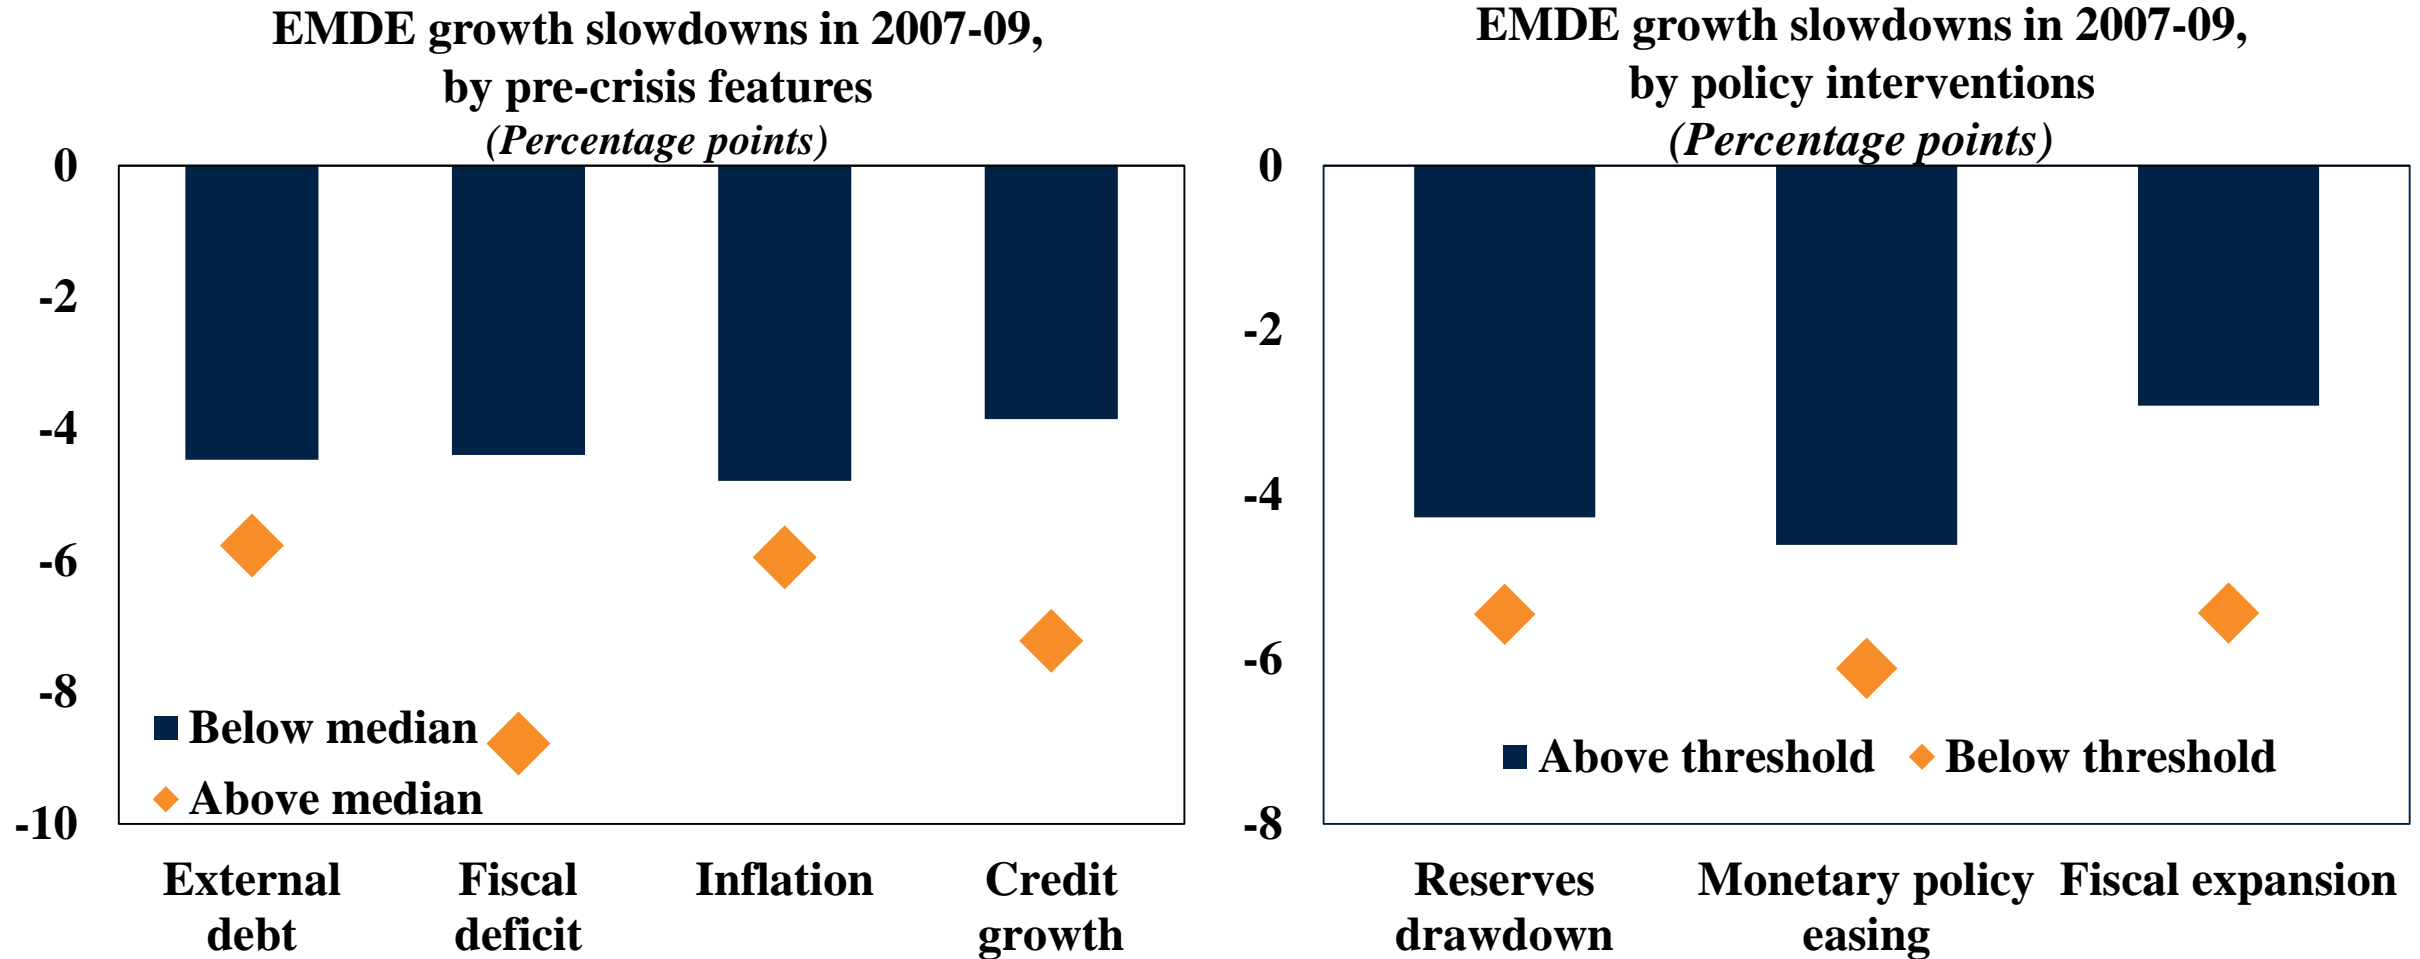 EMDE growth slowdowns in 2007-09,
by pre-crisis features
(Percentage points)
0
-2
-4
-6
-8
-10
Below median
Above median
External
debt
Fiscal
deficit
Inflation
Credit
growth
EMDE growth slowdowns in 2007-09,
by policy interventions
(Percentage points)
0
-2
-4
-6
-8
Above threshold
Below threshold
Reserves
drawdown
Monetary policy
easing
Fiscal expansion